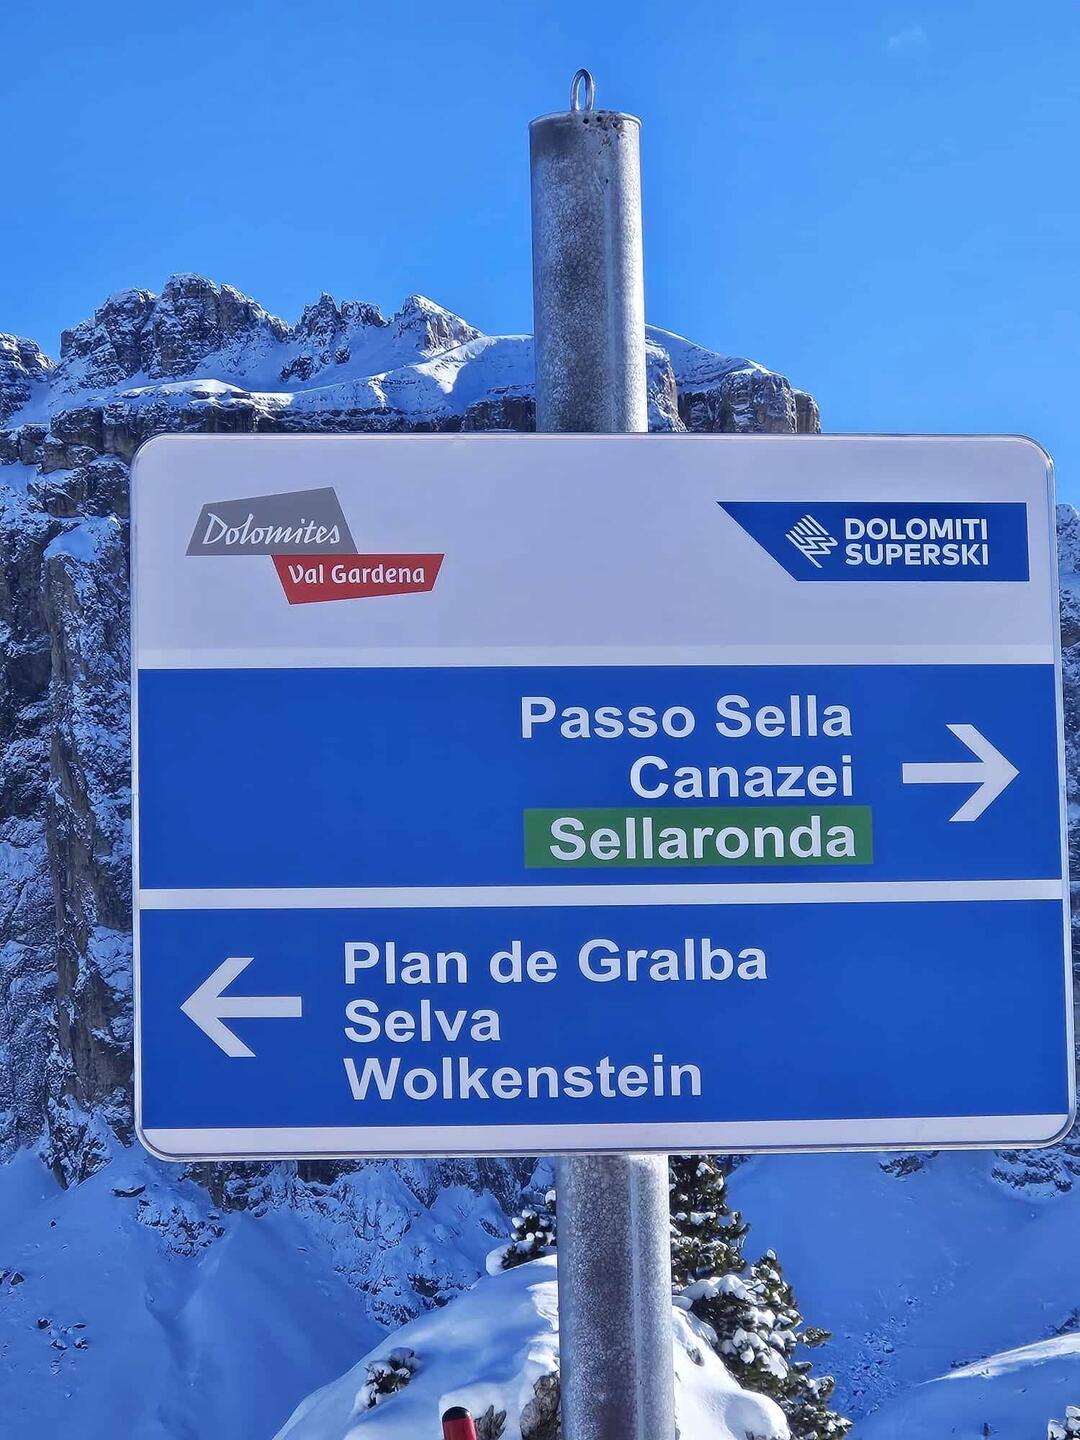 Dolomites
Val Gardena
DOLOMITI
SUPERSKI
Passo Sella
Canazei
Sellaronda
Plan de Gralba
Selva
Wolkenstein